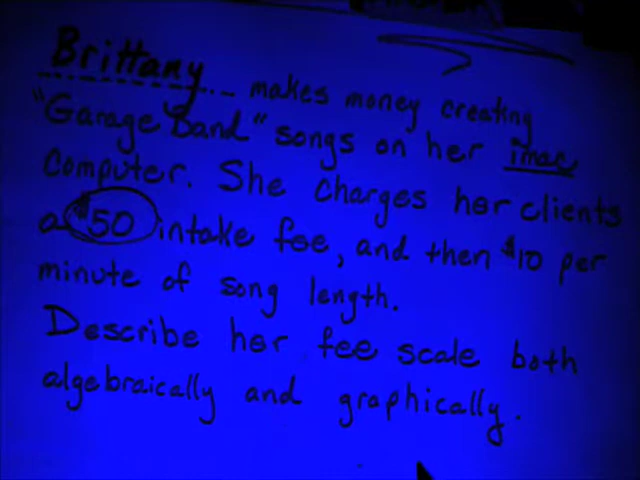 Brittany... makes money creating
"Garage Band" songs on her imac
Computer. She charges her clients
a $50 intake fee, and then $10 per
minute of song length.
Describe her fee scale both
algebraically and graphically.